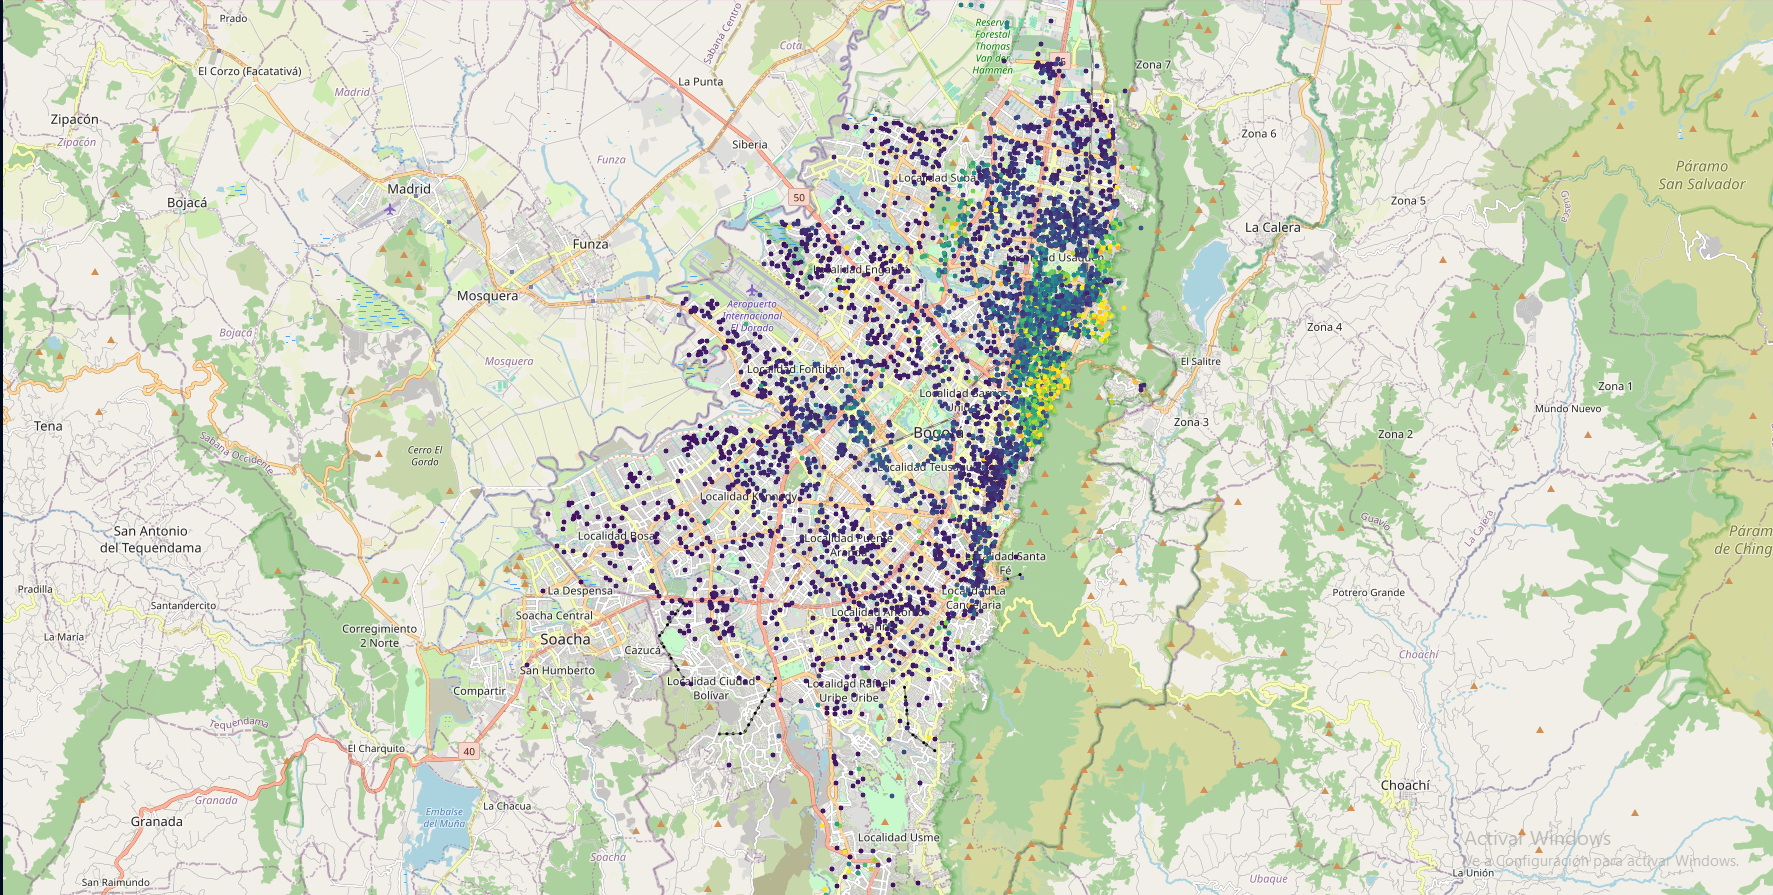 Prado
El Corzo (Facatativá)
Madrid
Zipacón
Zipacón
Bojacá
Madrid
Funza
Funza
Mosquera
Bojacá
Mosquera
La Punta
Siberia
Sabana Centro
Cota
50
Reserva
Forestal
Thomas
Van der
Hammen
Zona 7
Zona 6
Zona 5
La Calera
Guasca
Páramo
San Salvador
Localidad Suba
Localidad Usaquén
Localidad Engativá
Aeropuerto
Internacional
El Dorado
Localidad Fontibón
Zona 4
El Salitre
Zona 1
Mundo Nuevo
Zona 3
Zona 2
Tena
Sabana Occidente
Cerro El
Gordo
Localidad Barrios
Unidos
Bogotá
Localidad Teusaquillo
Localidad Kennedy
San Antonio
del Tequendama
Localidad Bosa
Localidad Puente
Aranda
Localidad Santa
Fé
Guavio
La Calera
Páram
de Ching
Pradilla
Santandercito
La María
Corregimiento
2 Norte
La Despensa
Soacha Central
Soacha
Cazucá
San Humberto
Compartir
Localidad La
Candelaria
Localidad Antonio
Nariño
Localidad Ciudad
Bolívar
Localidad Rafael
Uribe Uribe
Potrero Grande
Choachí
Tequendama
El Charquito
40
Granada
Granada
Embalse
del Muña
La Chacua
Soacha
San Raimundo
Localidad Usme
Choachí
Ubaque
La Unión
Activar Windows
Ve a Configuración para activar Windows.